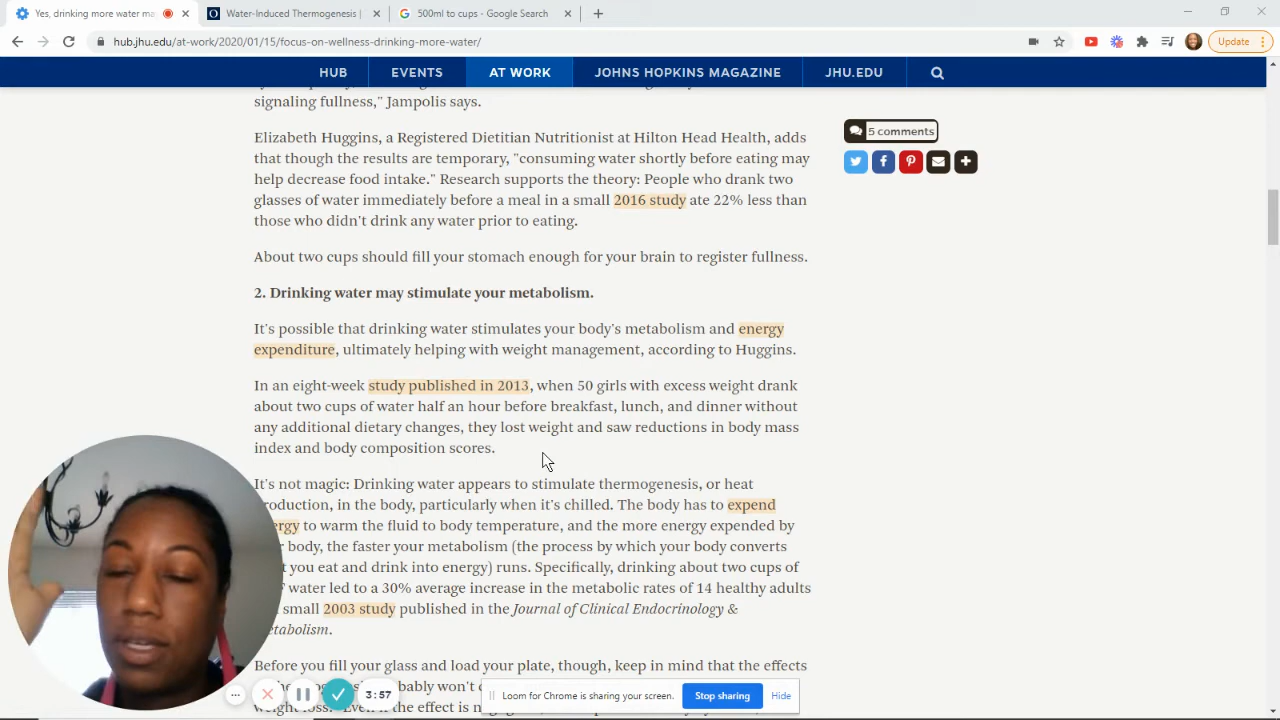 Yes, drinking more water ma
Water-Induced Thermogenesis |
500ml to cups - Google Search
hub.jhu.edu/at-work/2020/01/15/focus-on-wellness-drinking-more-water/
Update
HUB
EVENTS
AT WORK
JOHNS HOPKINS MAGAZINE
JHU.EDU
signaling fullness," Jampolis says.
Elizabeth Huggins, a Registered Dietitian Nutritionist at Hilton Head Health, adds
that though the results are temporary, "consuming water shortly before eating may
help decrease food intake." Research supports the theory: People who drank two
glasses of water immediately before a meal in a small 2016 study ate 22% less than
those who didn't drink any water prior to eating.
About two cups should fill your stomach enough for your brain to register fullness.
2. Drinking water may stimulate your metabolism.
It's possible that drinking water stimulates your body's metabolism and energy
expenditure, ultimately helping with weight management, according to Huggins.
In an eight-week study published in 2013, when 50 girls with excess weight drank
about two cups of water half an hour before breakfast, lunch, and dinner without
any additional dietary changes, they lost weight and saw reductions in body mass
index and body composition scores.
It's not magic: Drinking water appears to stimulate thermogenesis, or heat
roduction, in the body, particularly when it's chilled. The body has to expend
ergy to warm the fluid to body temperature, and the more energy expended by
r body, the faster your metabolism (the process by which your body converts
t you eat and drink into energy) runs. Specifically, drinking about two cups of
F water led to a 30% average increase in the metabolic rates of 14 healthy adults
small 2003 study published in the Journal of Clinical Endocrinology &
etabolism.
Before you fill your glass and load your plate, though, keep in mind that the effects
5 comments
3:57
Loom for Chrome is sharing your screen.
Stop sharing
Hide